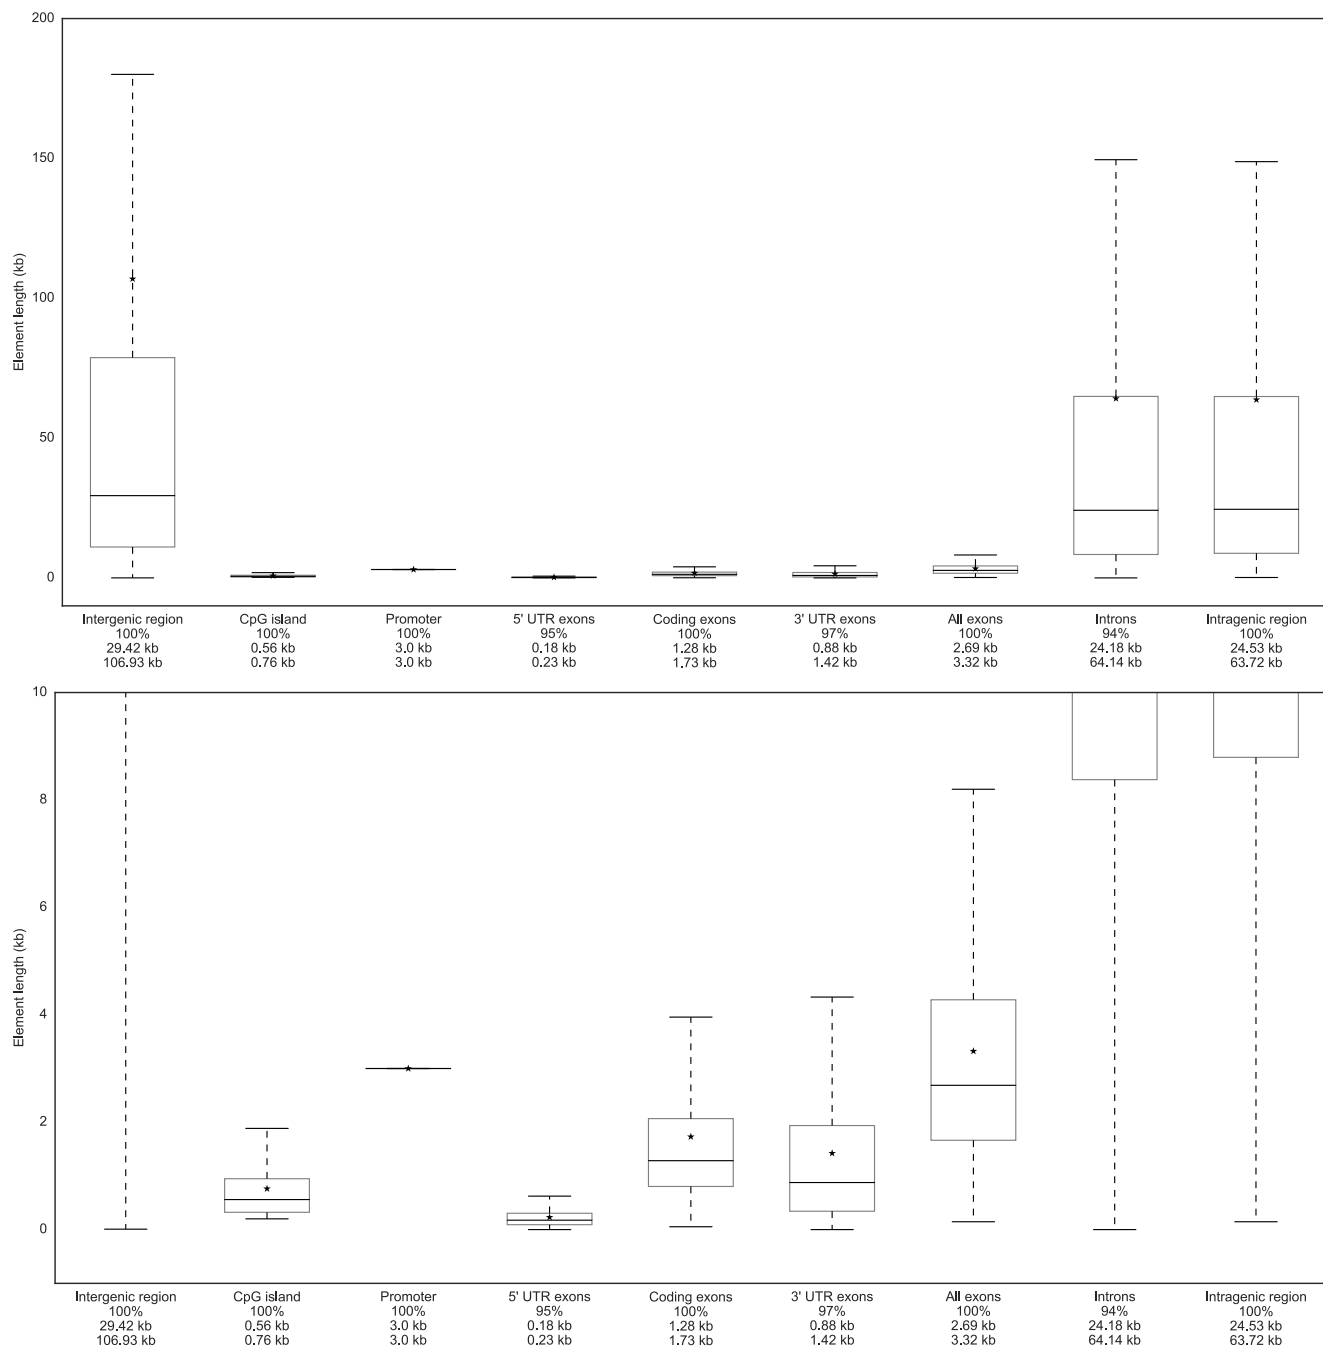 200
150
100
50
0
Element length (kb)
Intergenic region CpG island Promoter 5' UTR exons Coding exons 3' UTR exons All exons Introns Intragenic region
100% 100% 100% 95% 100% 97% 100% 94% 100%
29.42 kb 0.56 kb 3.0 kb 0.18 kb 1.28 kb 0.88 kb 2.69 kb 24.18 kb 24.53 kb
106.93 kb 0.76 kb 3.0 kb 0.23 kb 1.73 kb 1.42 kb 3.32 kb 64.14 kb 63.72 kb
10
8
6
4
2
0
Element length (kb)
Intergenic region CpG island Promoter 5' UTR exons Coding exons 3' UTR exons All exons Introns Intragenic region
100% 100% 100% 95% 100% 97% 100% 94% 100%
29.42 kb 0.56 kb 3.0 kb 0.18 kb 1.28 kb 0.88 kb 2.69 kb 24.18 kb 24.53 kb
106.93 kb 0.76 kb 3.0 kb 0.23 kb 1.73 kb 1.42 kb 3.32 kb 64.14 kb 63.72 kb